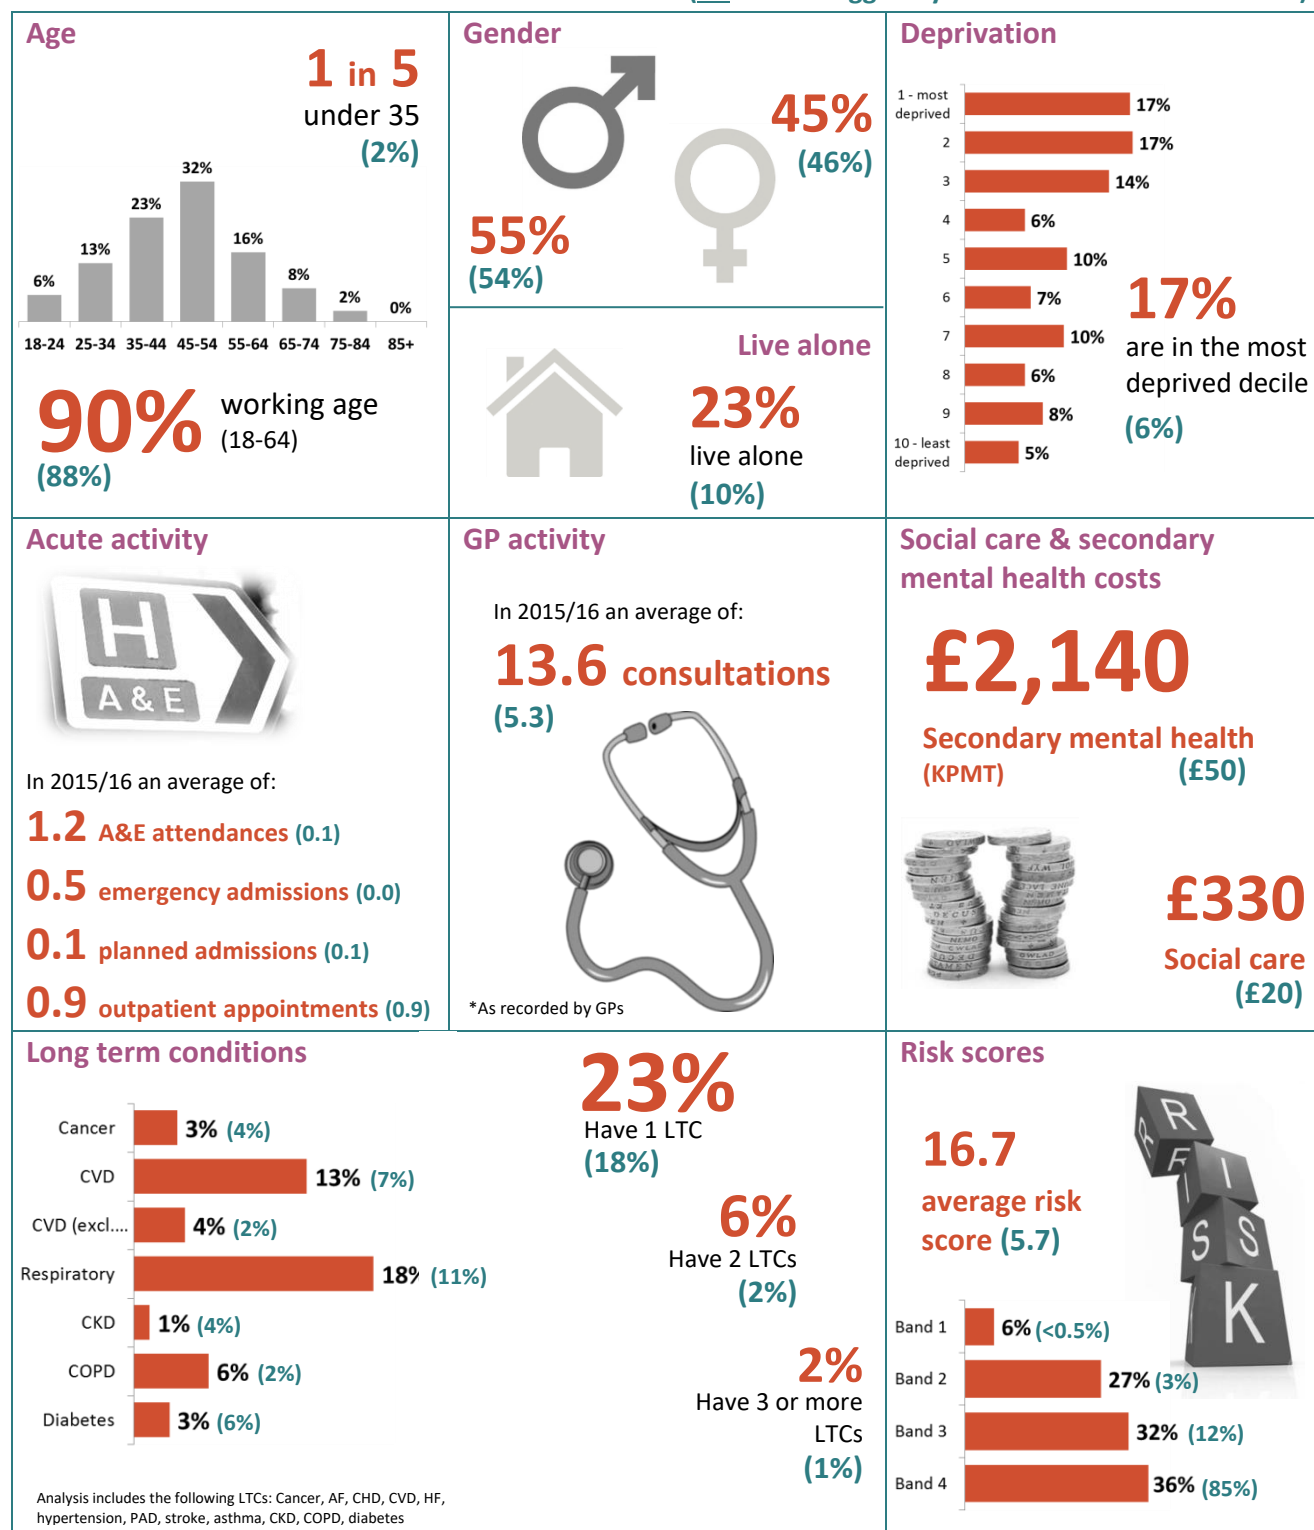 Age
1 in 5
under 35
(2%)
32%
23%
16%
13%
8%
6%
2%
0%
18-24 25-34 35-44 45-54 55-64 65-74 75-84 85+
90% working age
(18-64)
(88%)
Gender
45%
(46%)
55%
(54%)
Live alone
23%
live alone
(10%)
Deprivation
1 - most
deprived
17%
2 17%
3 14%
4 6%
5 10%
6 7%
7 10%
8 6%
9 8%
10 - least
deprived
5%
17%
are in the most
deprived decile
(6%)
Acute activity
H
A & E
In 2015/16 an average of:
1.2 A&E attendances (0.1)
0.5 emergency admissions (0.0)
0.1 planned admissions (0.1)
0.9 outpatient appointments (0.9)
GP activity
In 2015/16 an average of:
13.6 consultations
(5.3)
*As recorded by GPs
Social care & secondary
mental health costs
£2,140
Secondary mental health
(KPMT) (£50)
£330
Social care
(£20)
Long term conditions
Cancer 3% (4%)
CVD 13% (7%)
CVD (excl.... 4% (2%)
Respiratory 18% (11%)
CKD 1% (4%)
COPD 6% (2%)
Diabetes 3% (6%)
Analysis includes the following LTCs: Cancer, AF, CHD, CVD, HF,
hypertension, PAD, stroke, asthma, CKD, COPD, diabetes
23%
Have 1 LTC
(18%)
6%
Have 2 LTCs
(2%)
2%
Have 3 or more
LTCs
(1%)
Risk scores
16.7
average risk
score (5.7)
R
I
S
K
Band 1 6% (<0.5%)
Band 2 27% (3%)
Band 3 32% (12%)
Band 4 36% (85%)